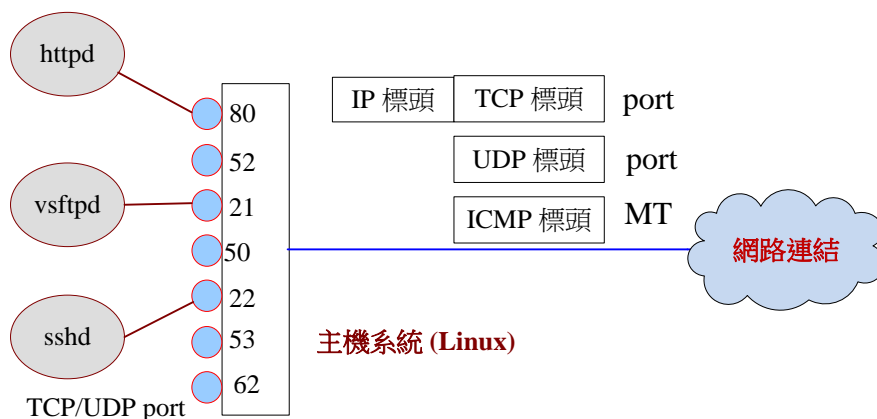 httpd
80
IP 標頭
TCP 標頭
port
52
UDP 標頭
port
vsftpd
21
ICMP 標頭
MT
50
網路連結
22
sshd
53
主機系統 (Linux)
62
TCP/UDP port